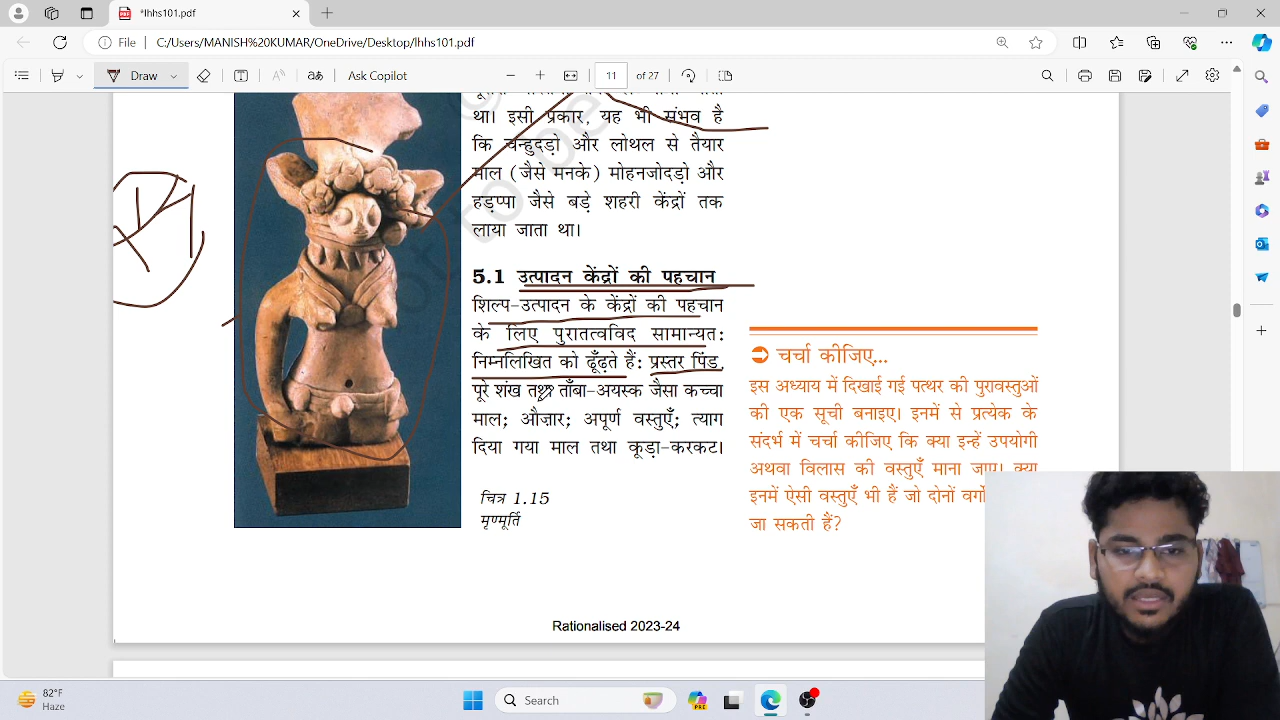 *lhhs101.pdf
File
C:/Users/MANISH%20KUMAR/OneDrive/Desktop/lhhs101.pdf
Draw
Ask Copilot
11 of 27
था। इसी प्रकार, यह भी संभव है
कि चन्हुदड़ो और लोथल से तैयार
माल (जैसे मनके) मोहनजोदड़ो और
हड़प्पा जैसे बड़े शहरी केंद्रों तक
लाया जाता था।
5.1 उत्पादन केंद्रों की पहचान
शिल्प-उत्पादन के केंद्रों की पहचान
के लिए पुरातत्वविद सामान्यत:
निम्नलिखित को ढूँढ़ते हैं: प्रस्तर पिंड,
पूरे शंख तथा ताँबा-अयस्क जैसा कच्चा
माल; औज़ार; अपूर्ण वस्तुएँ; त्याग
दिया गया माल तथा कूड़ा-करकट।
चित्र 1.15
मृण्मूर्ति
चर्चा कीजिए...
इस अध्याय में दिखाई गई पत्थर की पुरावस्तुओं
की एक सूची बनाइए। इनमें से प्रत्येक के
संदर्भ में चर्चा कीजिए कि क्या इन्हें उपयोगी
अथवा विलास की वस्तुएँ माना जाए। क्या
इनमें ऐसी वस्तुएँ भी हैं जो दोनों
जा सकती हैं?
Rationalised 2023-24
82°F
Haze
Search